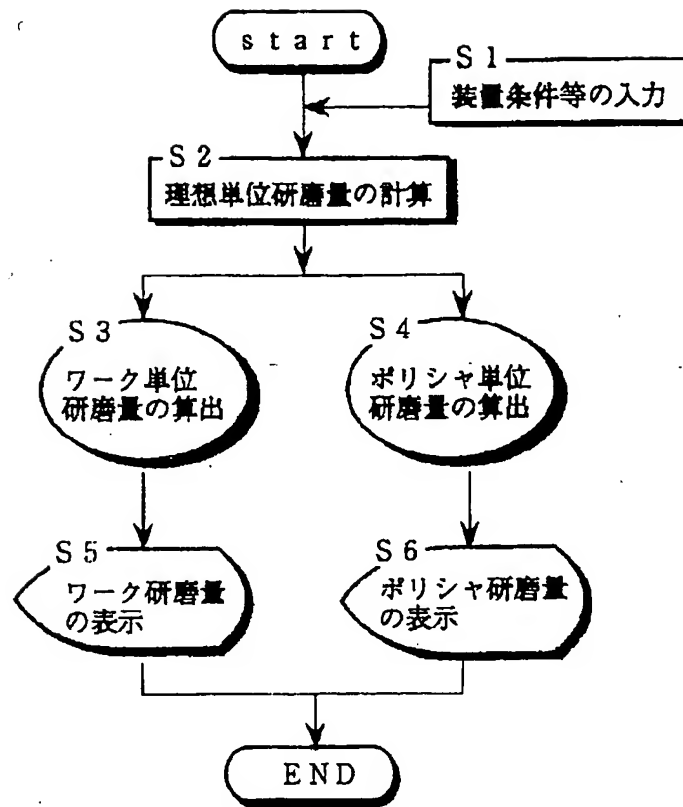 start
S1
装量条件等の入力
S2
理想単位研磨量の計算
S3
ワーク単位
研磨量の算出
S4
ポリシャ単位
研磨量の算出
S5
ワーク研磨量
の表示
S6
ポリシャ研磨量
の表示
END